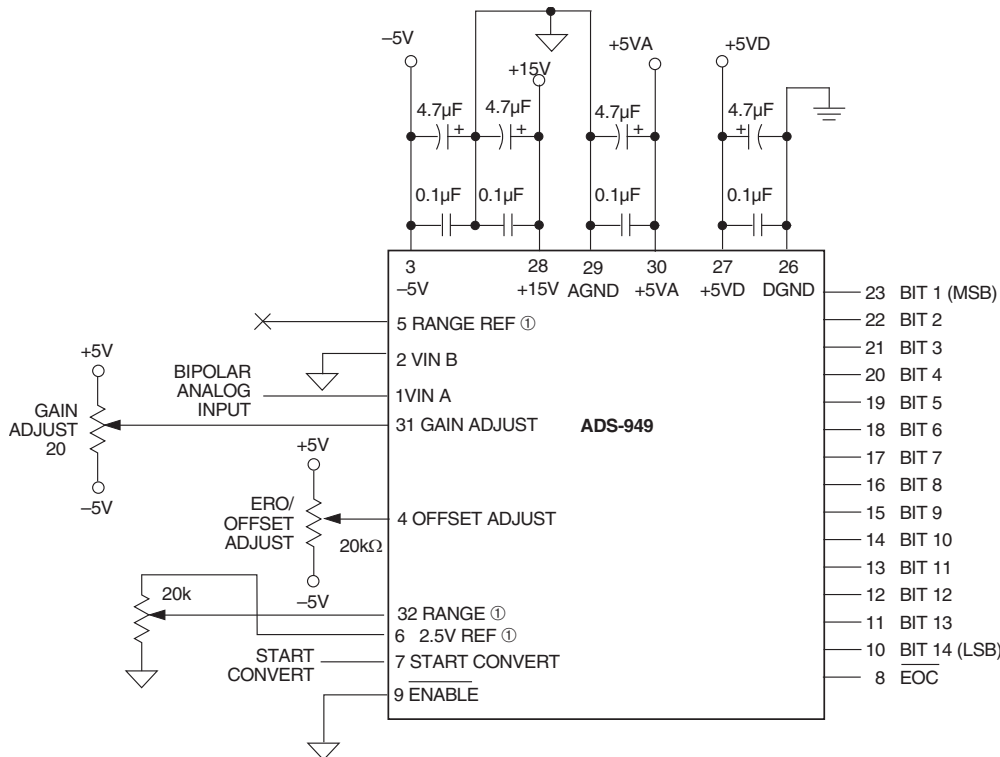 –5V
+15V
+5VA
+5VD
4.7µF
4.7µF
4.7µF
4.7µF
0.1µF
0.1µF
0.1µF
0.1µF
3
28
29
30
27
26
–5V
+15V
AGND
+5VA
+5VD
DGND
5 RANGE REF ①
2 VIN B
BIPOLAR
ANALOG
INPUT
1VIN A
+5V
GAIN
ADJUST
20
–5V
31 GAIN ADJUST
ADS-949
+5V
ERO/
OFFSET
ADJUST
20kΩ
–5V
4 OFFSET ADJUST
20k
32 RANGE ①
6 2.5V REF ①
START
CONVERT
7 START CONVERT
9 ENABLE
23 BIT 1 (MSB)
22 BIT 2
21 BIT 3
20 BIT 4
19 BIT 5
18 BIT 6
17 BIT 7
16 BIT 8
15 BIT 9
14 BIT 10
13 BIT 11
12 BIT 12
11 BIT 13
10 BIT 14 (LSB)
8 EOC